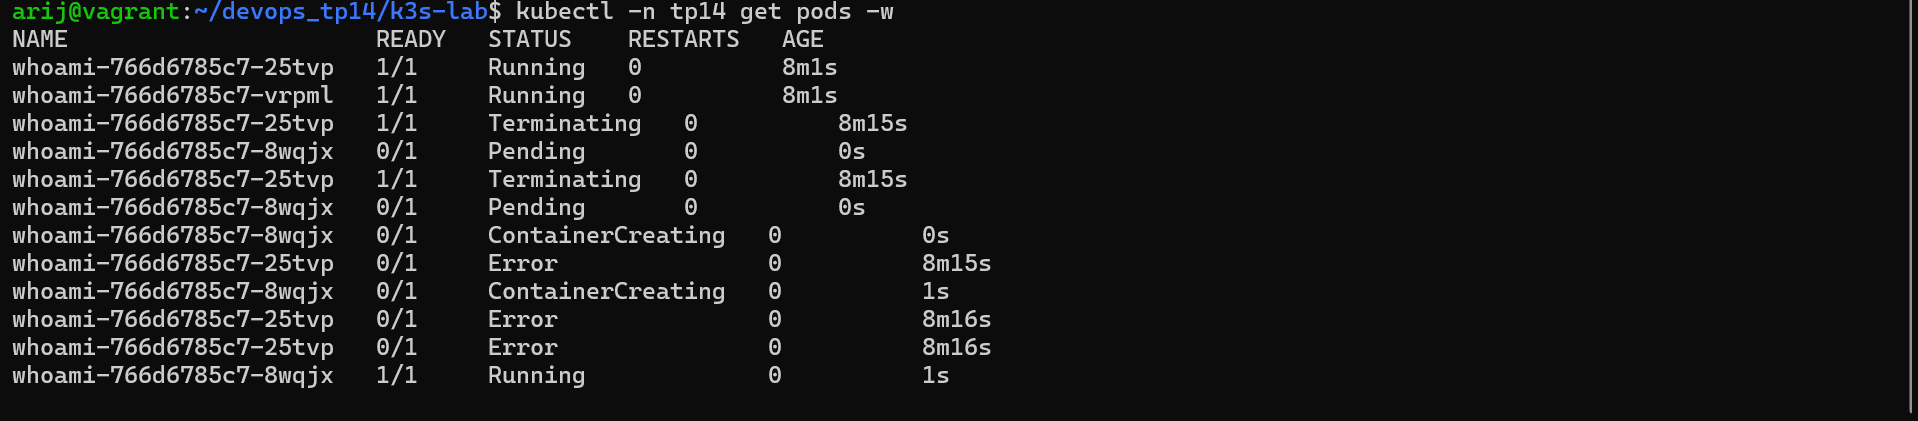 arij@vagrant:~/devops_tp14/k3s-lab$ kubectl -n tp14 get pods -w
NAME                      READY   STATUS    RESTARTS   AGE
whoami-766d6785c7-25tvp   1/1     Running   0          8m1s
whoami-766d6785c7-vrpml   1/1     Running   0          8m1s
whoami-766d6785c7-25tvp   1/1     Terminating   0          8m15s
whoami-766d6785c7-8wqjx   0/1     Pending       0          0s
whoami-766d6785c7-25tvp   1/1     Terminating   0          8m15s
whoami-766d6785c7-8wqjx   0/1     Pending       0          0s
whoami-766d6785c7-8wqjx   0/1     ContainerCreating   0          0s
whoami-766d6785c7-25tvp   0/1     Error               0          8m15s
whoami-766d6785c7-8wqjx   0/1     ContainerCreating   0          1s
whoami-766d6785c7-25tvp   0/1     Error               0          8m16s
whoami-766d6785c7-25tvp   0/1     Error               0          8m16s
whoami-766d6785c7-8wqjx   1/1     Running             0          1s